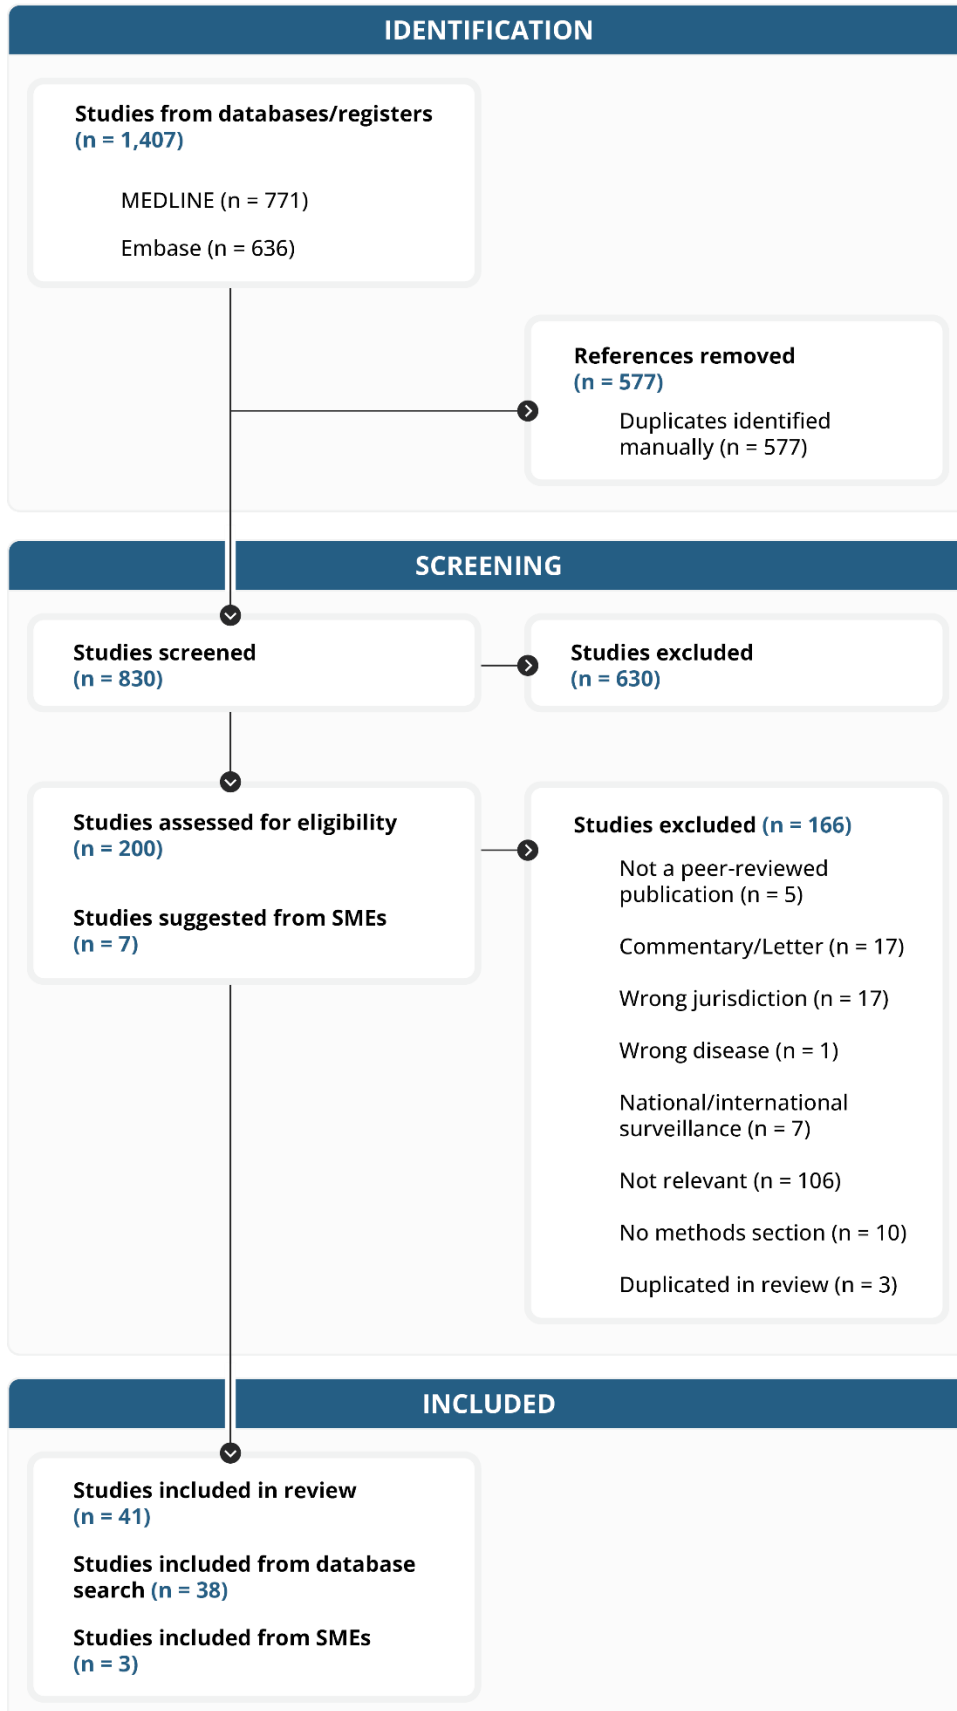 IDENTIFICATION
Studies from databases/registers
(n = 1,407)
MEDLINE (n = 771)
Embase (n = 636)
References removed
(n = 577)
Duplicates identified
manually (n = 577)
SCREENING
Studies screened
(n = 830)
Studies excluded
(n = 630)
Studies assessed for eligibility
(n = 200)
Studies suggested from SMEs
(n = 7)
Studies excluded (n = 166)
Not a peer-reviewed
publication (n = 5)
Commentary/Letter (n = 17)
Wrong jurisdiction (n = 17)
Wrong disease (n = 1)
National/international
surveillance (n = 7)
Not relevant (n = 106)
No methods section (n = 10)
Duplicated in review (n = 3)
INCLUDED
Studies included in review
(n = 41)
Studies included from database
search (n = 38)
Studies included from SMEs
(n = 3)